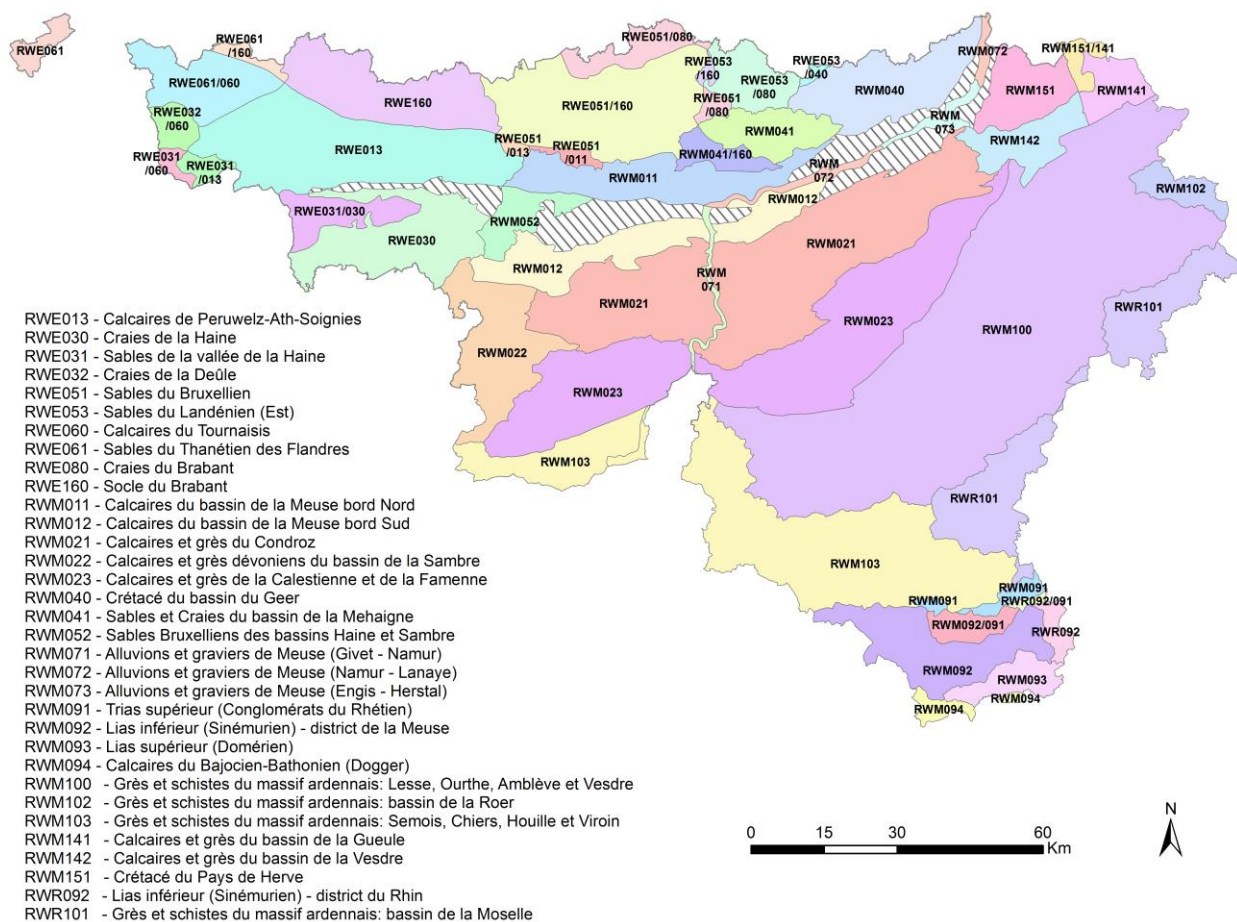 RWE061
RWE061
/160
RWE051/080
RWM072
RWM151/141
RWE061/060
RWE160
RWE053
/160
RWE053
/040
RWE053
/080
RWM040
RWM151
RWM141
RWE032
/060
RWE051/160
RWE051
/080
RWM041
RWM
073
RWE031
/060
RWE031
/013
RWE013
RWE051
/013
RWE051
/011
RWM041/160
RWM142
RWM011
RWM
072
RWM102
RWE031/030
RWM052
RWM012
RWE030
RWM021
RWM012
RWM
071
RWM021
RWR101
RWM023
RWM100
RWM022
RWM023
RWM103
RWR101
RWM103
RWM091
RWM091
RWR092/091
RWM092/091
RWR092
RWM092
RWM093
RWM094
RWM094
RWE013 - Calcaires de Peruwelz-Ath-Soignies
RWE030 - Craies de la Haine
RWE031 - Sables de la vallée de la Haine
RWE032 - Craies de la Deûle
RWE051 - Sables du Bruxellien
RWE053 - Sables du Landénien (Est)
RWE060 - Calcaires du Tournaisis
RWE061 - Sables du Thanétien des Flandres
RWE080 - Craies du Brabant
RWE160 - Socle du Brabant
RWM011 - Calcaires du bassin de la Meuse bord Nord
RWM012 - Calcaires du bassin de la Meuse bord Sud
RWM021 - Calcaires et grès du Condroz
RWM022 - Calcaires et grès dévoniens du bassin de la Sambre
RWM023 - Calcaires et grès de la Calestienne et de la Famenne
RWM040 - Crétacé du bassin du Geer
RWM041 - Sables et Craies du bassin de la Mehaigne
RWM052 - Sables Bruxelliens des bassins Haine et Sambre
RWM071 - Alluvions et graviers de Meuse (Givet - Namur)
RWM072 - Alluvions et graviers de Meuse (Namur - Lanaye)
RWM073 - Alluvions et graviers de Meuse (Engis - Herstal)
RWM091 - Trias supérieur (Conglomérats du Rhétien)
RWM092 - Lias inférieur (Sinémurien) - district de la Meuse
RWM093 - Lias supérieur (Domérien)
RWM094 - Calcaires du Bajocien-Bathonien (Dogger)
RWM100 - Grès et schistes du massif ardennais: Lesse, Ourthe, Amblève et Vesdre
RWM102 - Grès et schistes du massif ardennais: bassin de la Roer
RWM103 - Grès et schistes du massif ardennais: Semois, Chiers, Houille et Viroin
RWM141 - Calcaires et grès du bassin de la Gueule
RWM142 - Calcaires et grès du bassin de la Vesdre
RWM151 - Crétacé du Pays de Herve
RWR092 - Lias inférieur (Sinémurien) - district du Rhin
RWR101 - Grès et schistes du massif ardennais: bassin de la Moselle
N
0 15 30 60
Km